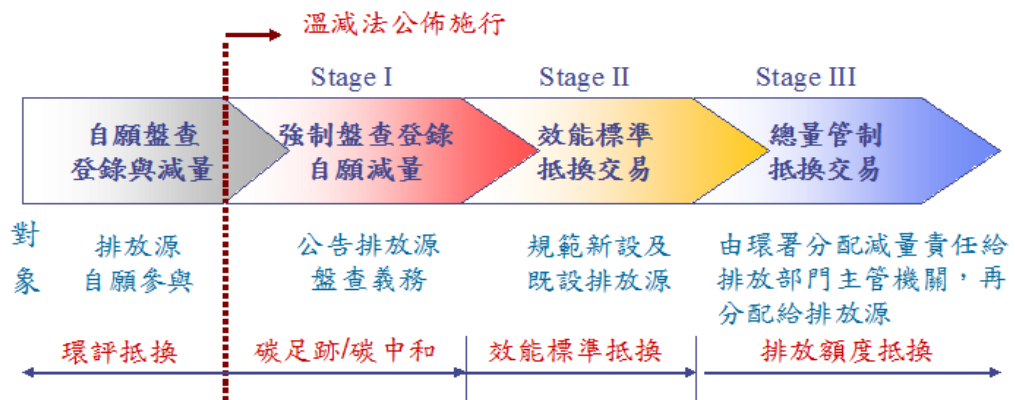 溫減法公佈施行
Stage I
Stage II
Stage III
自願盤查
登錄與減量
強制盤查登錄
自願減量
效能標準
抵換交易
總量管制
抵換交易
對
象
排放源
自願參與
公告排放源
盤查義務
規範新設及
既設排放源
由環署分配減量責任給
排放部門主管機關，再
分配給排放源
環評抵換
碳足跡/碳中和
效能標準抵換
排放額度抵換